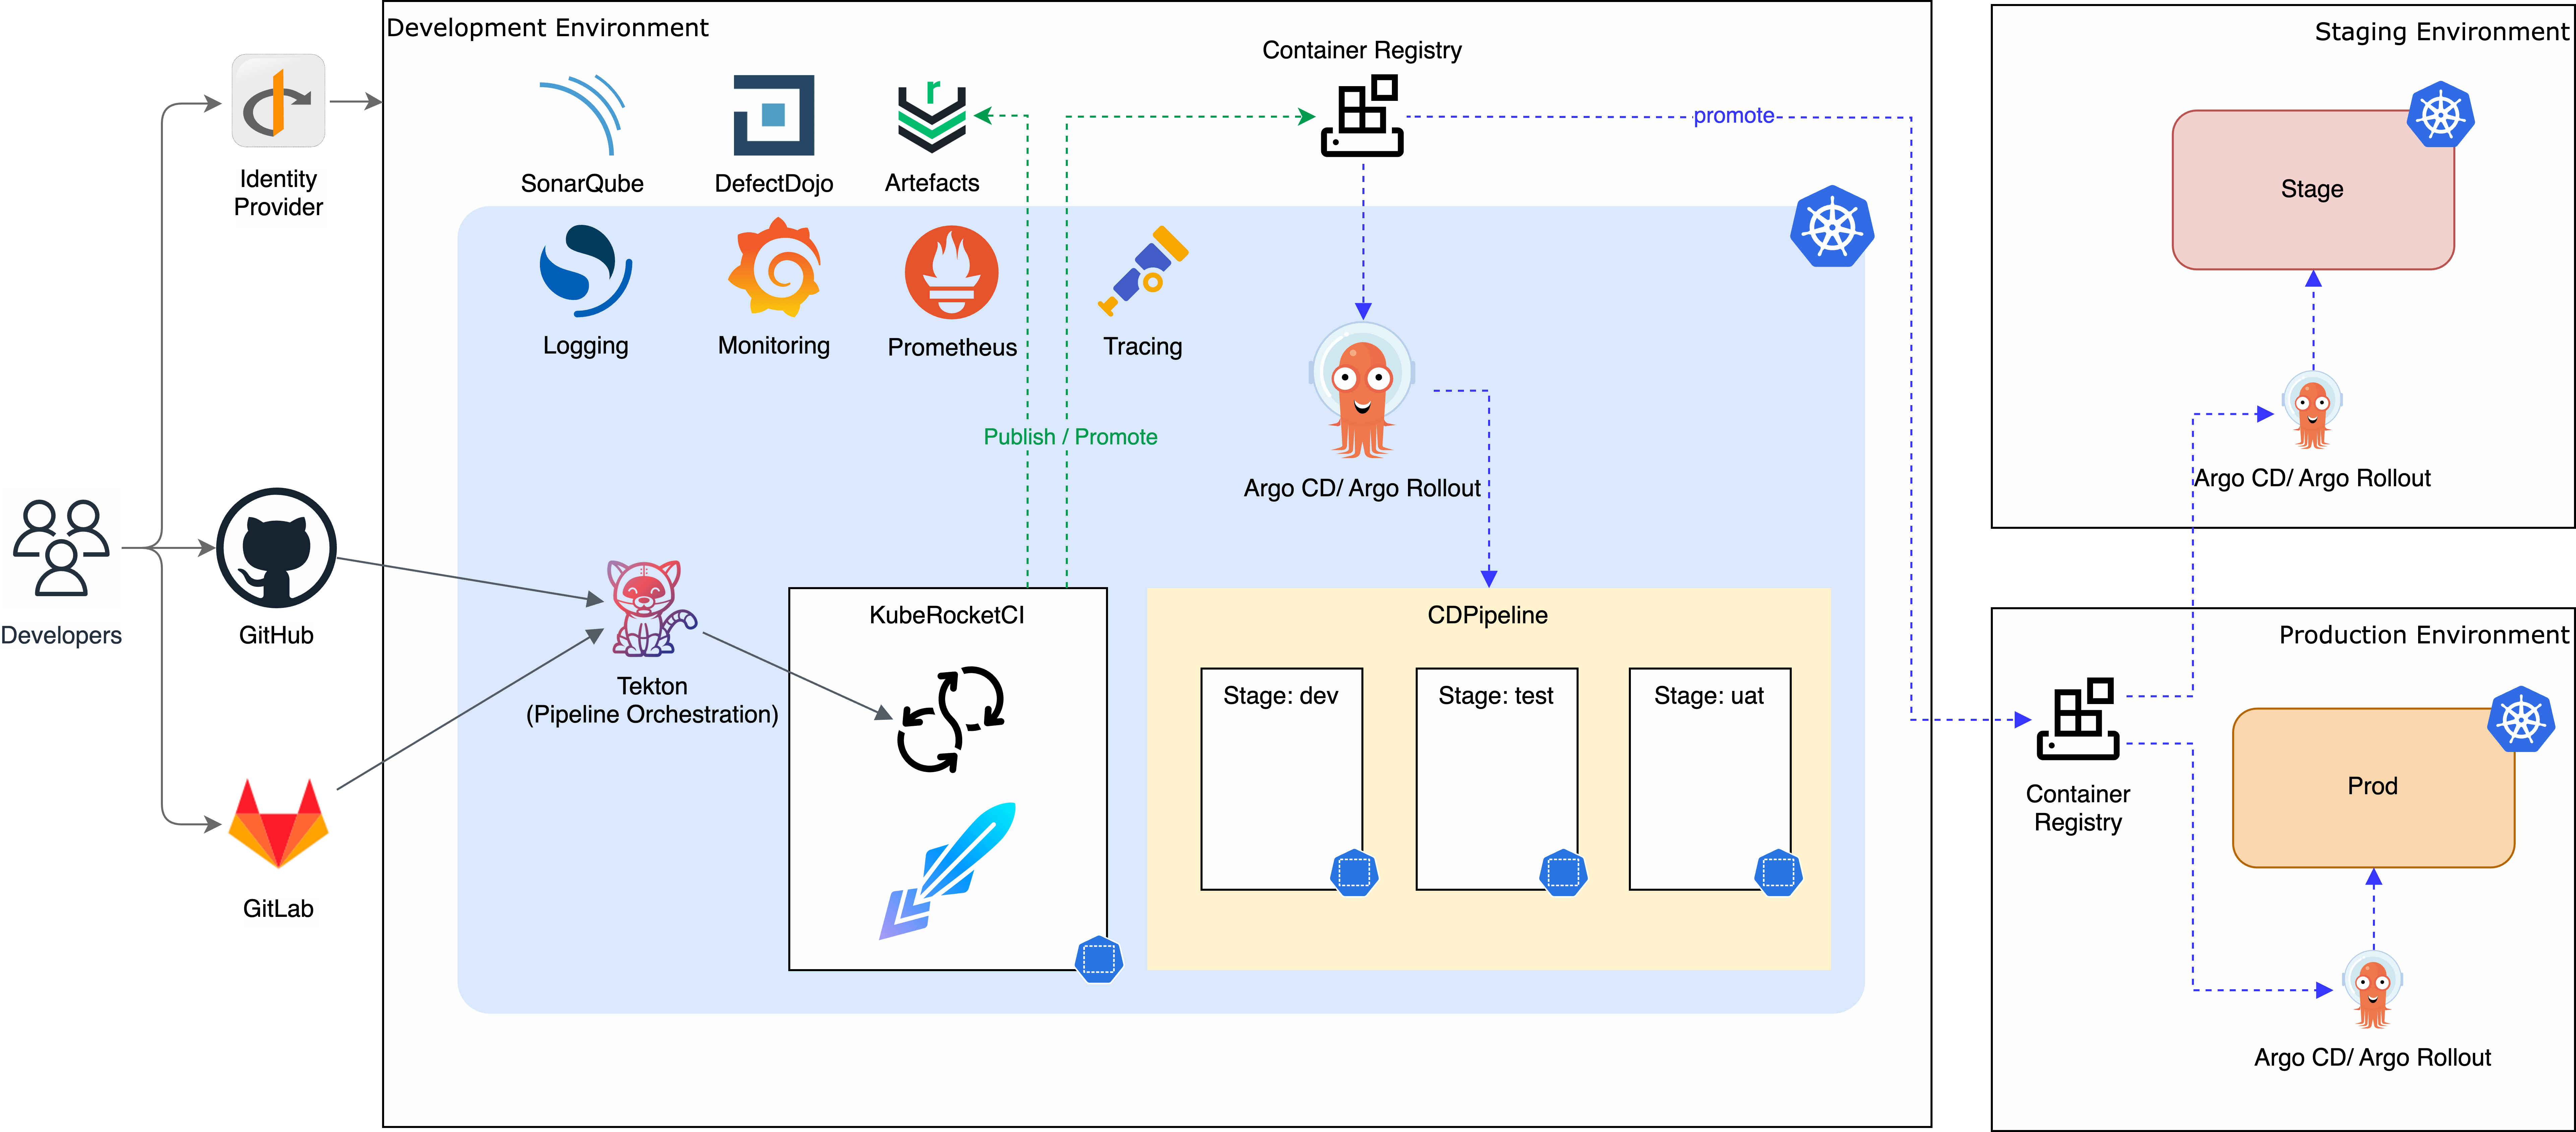 Development Environment
Staging Environment
Container Registry
promote
Identity
Provider
SonarQube
DefectDojo
r
Artefacts
Stage
Logging
Monitoring
Prometheus
Tracing
Publish / Promote
Argo CD/ Argo Rollout
Argo CD/ Argo Rollout
Developers
GitHub
GitLab
Tekton
(Pipeline Orchestration)
KubeRocketCI
CDPipeline
Stage: dev
Stage: test
Stage: uat
Production Environment
Container
Registry
Prod
Argo CD/ Argo Rollout